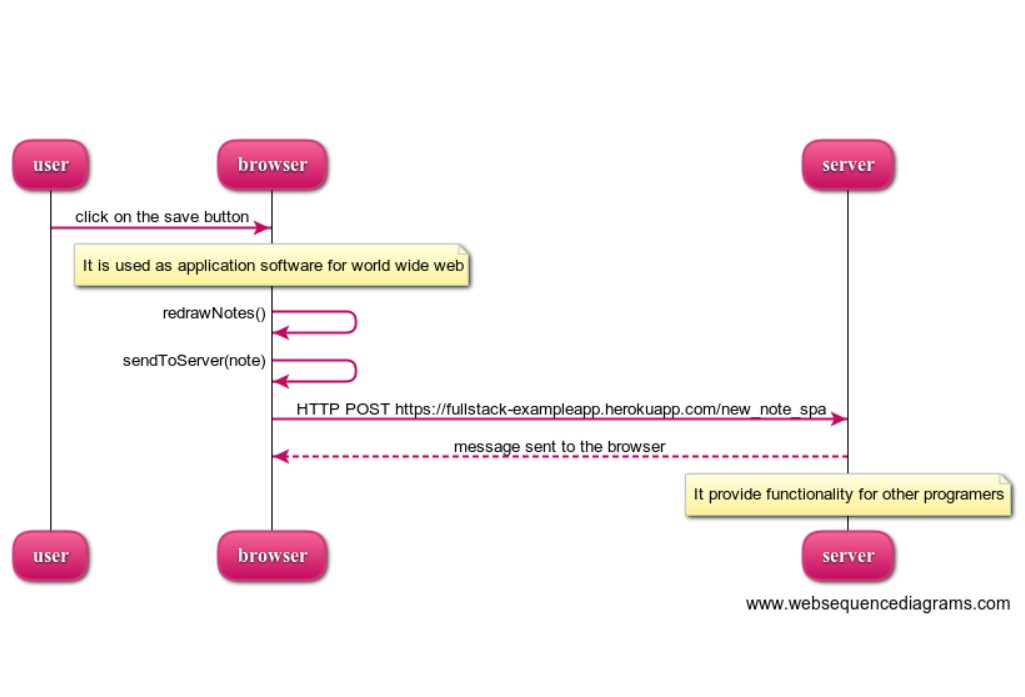 user
browser
server
click on the save button
It is used as application software for world wide web
redrawNotes()
sendToServer(note)
HTTP POST https://fullstack-exampleapp.herokuapp.com/new_note_spa
message sent to the browser
It provide functionality for other programers
user
browser
server
www.websequencediagrams.com